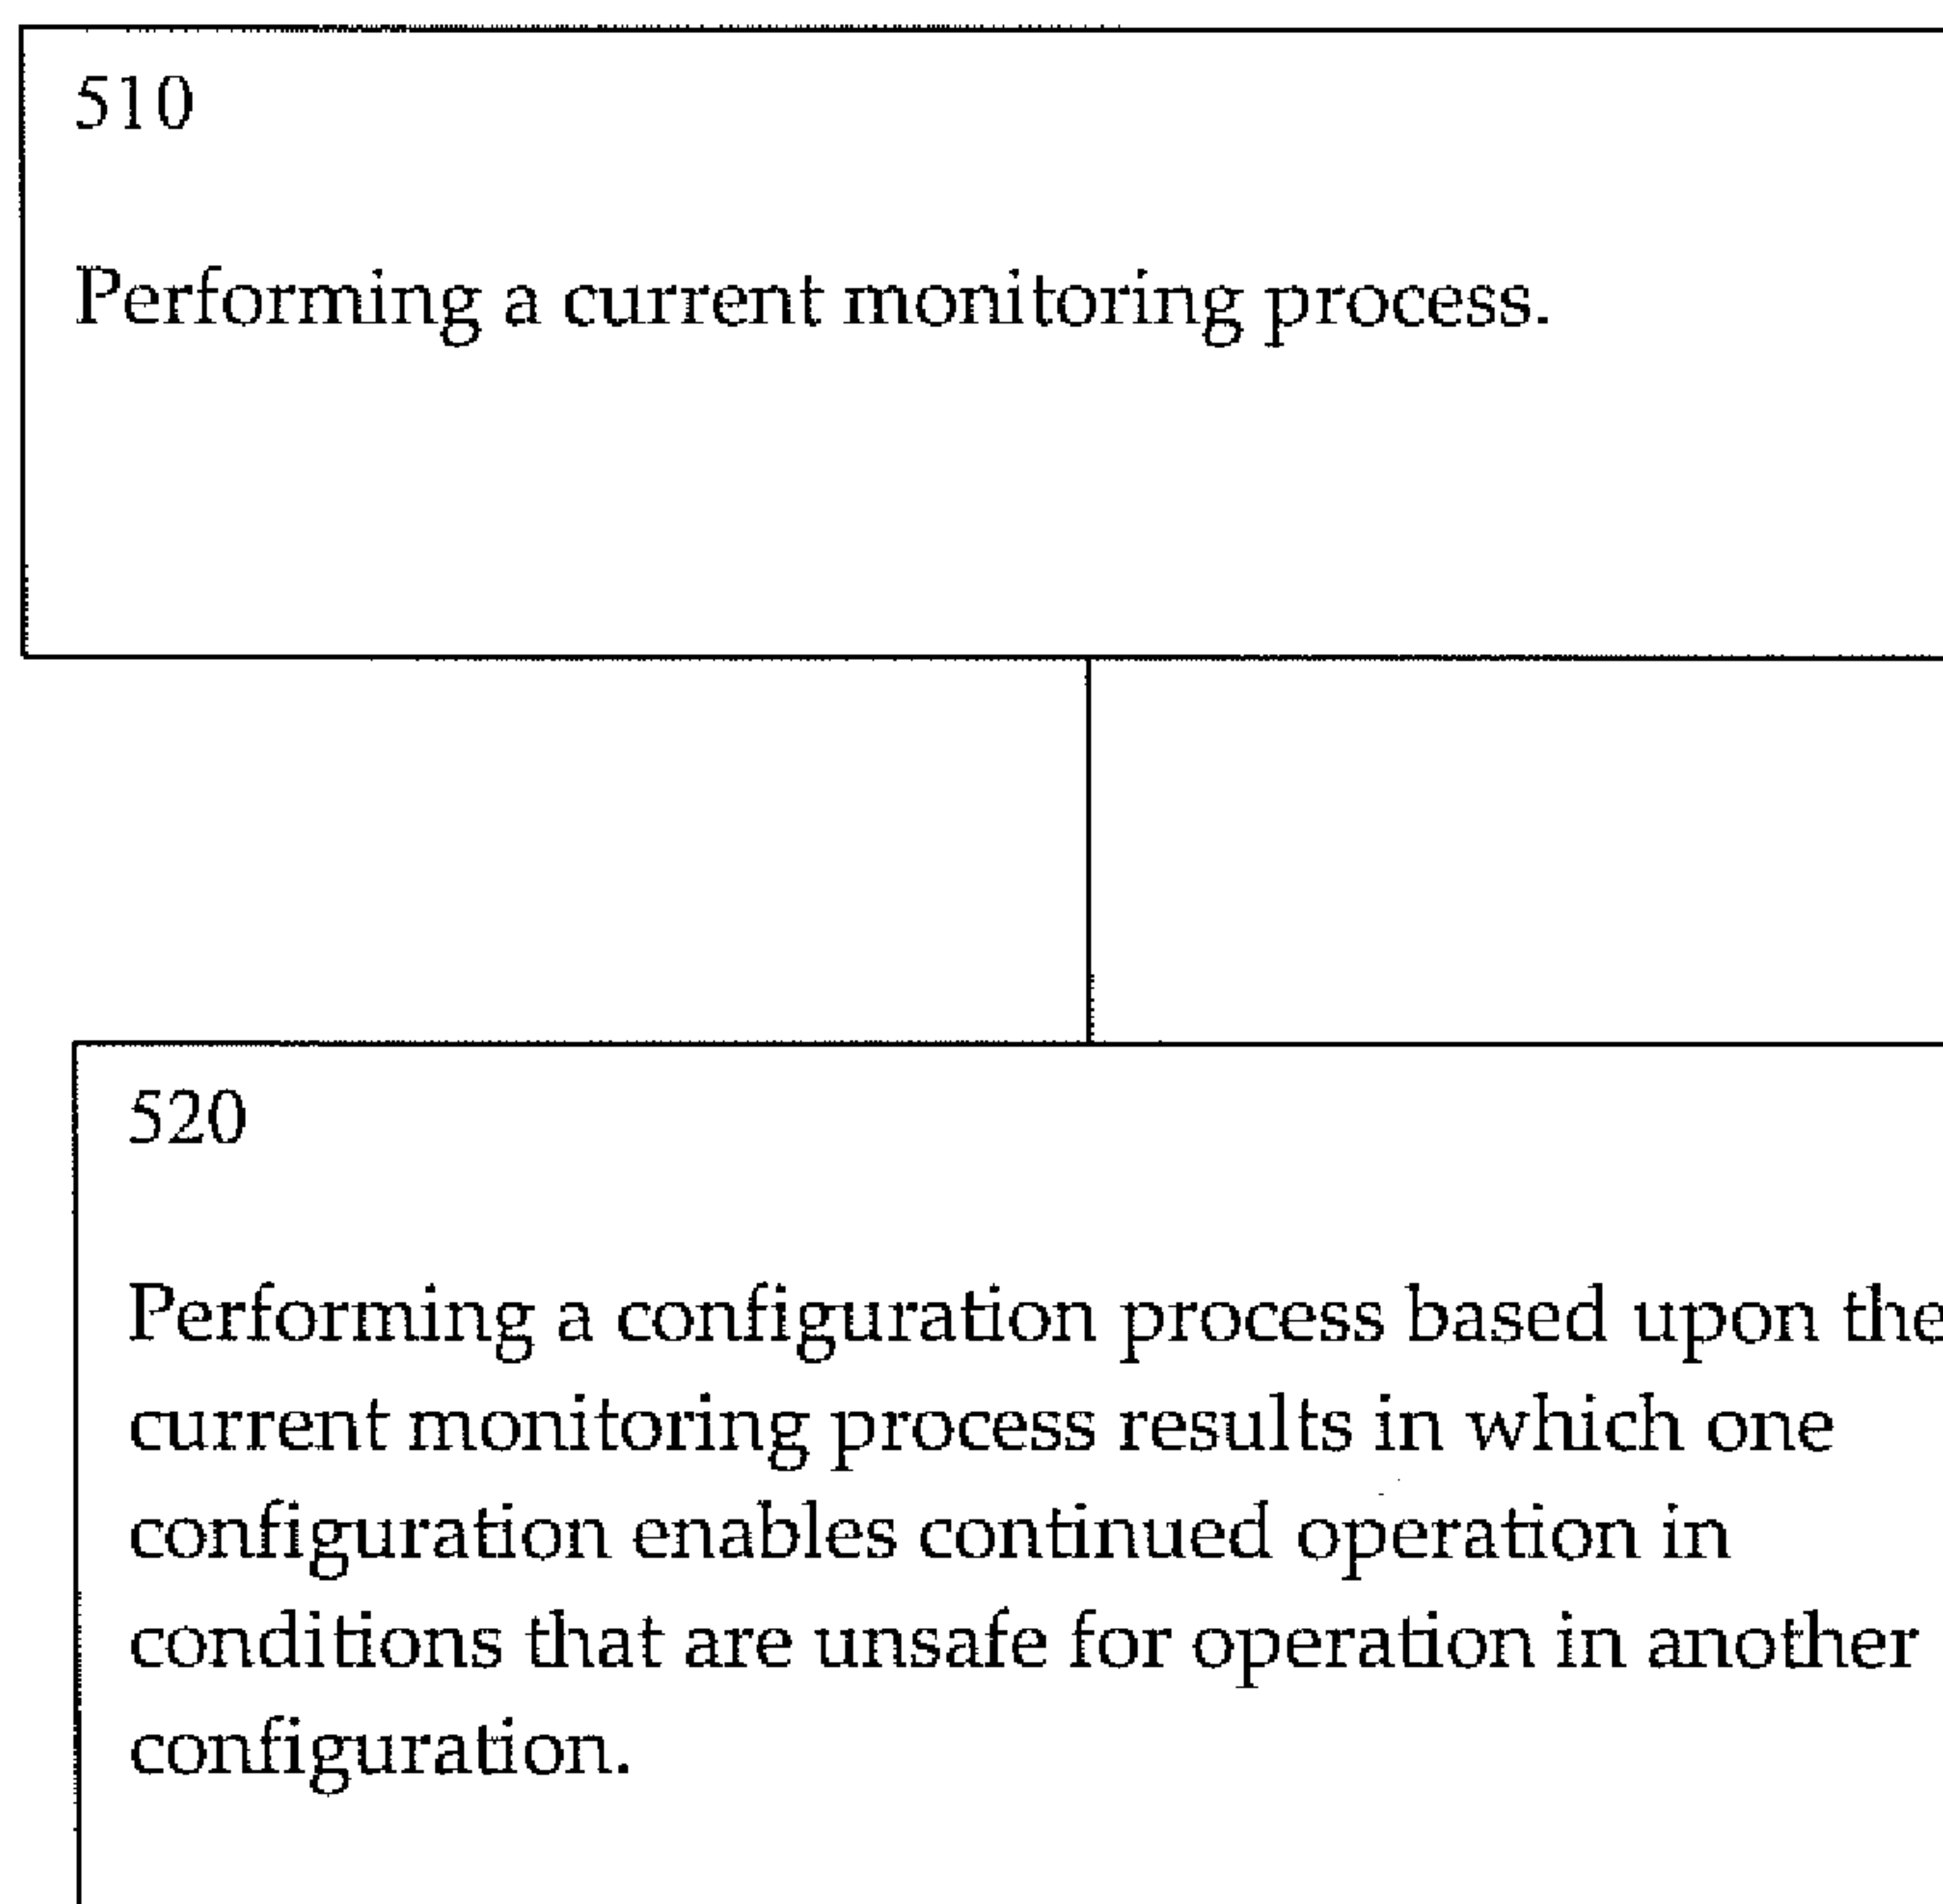 510
Performing a current monitoring process.
520
Performing a configuration process based upon the
current monitoring process results in which one
configuration enables continued operation in
conditions that are unsafe for operation in another
configuration.